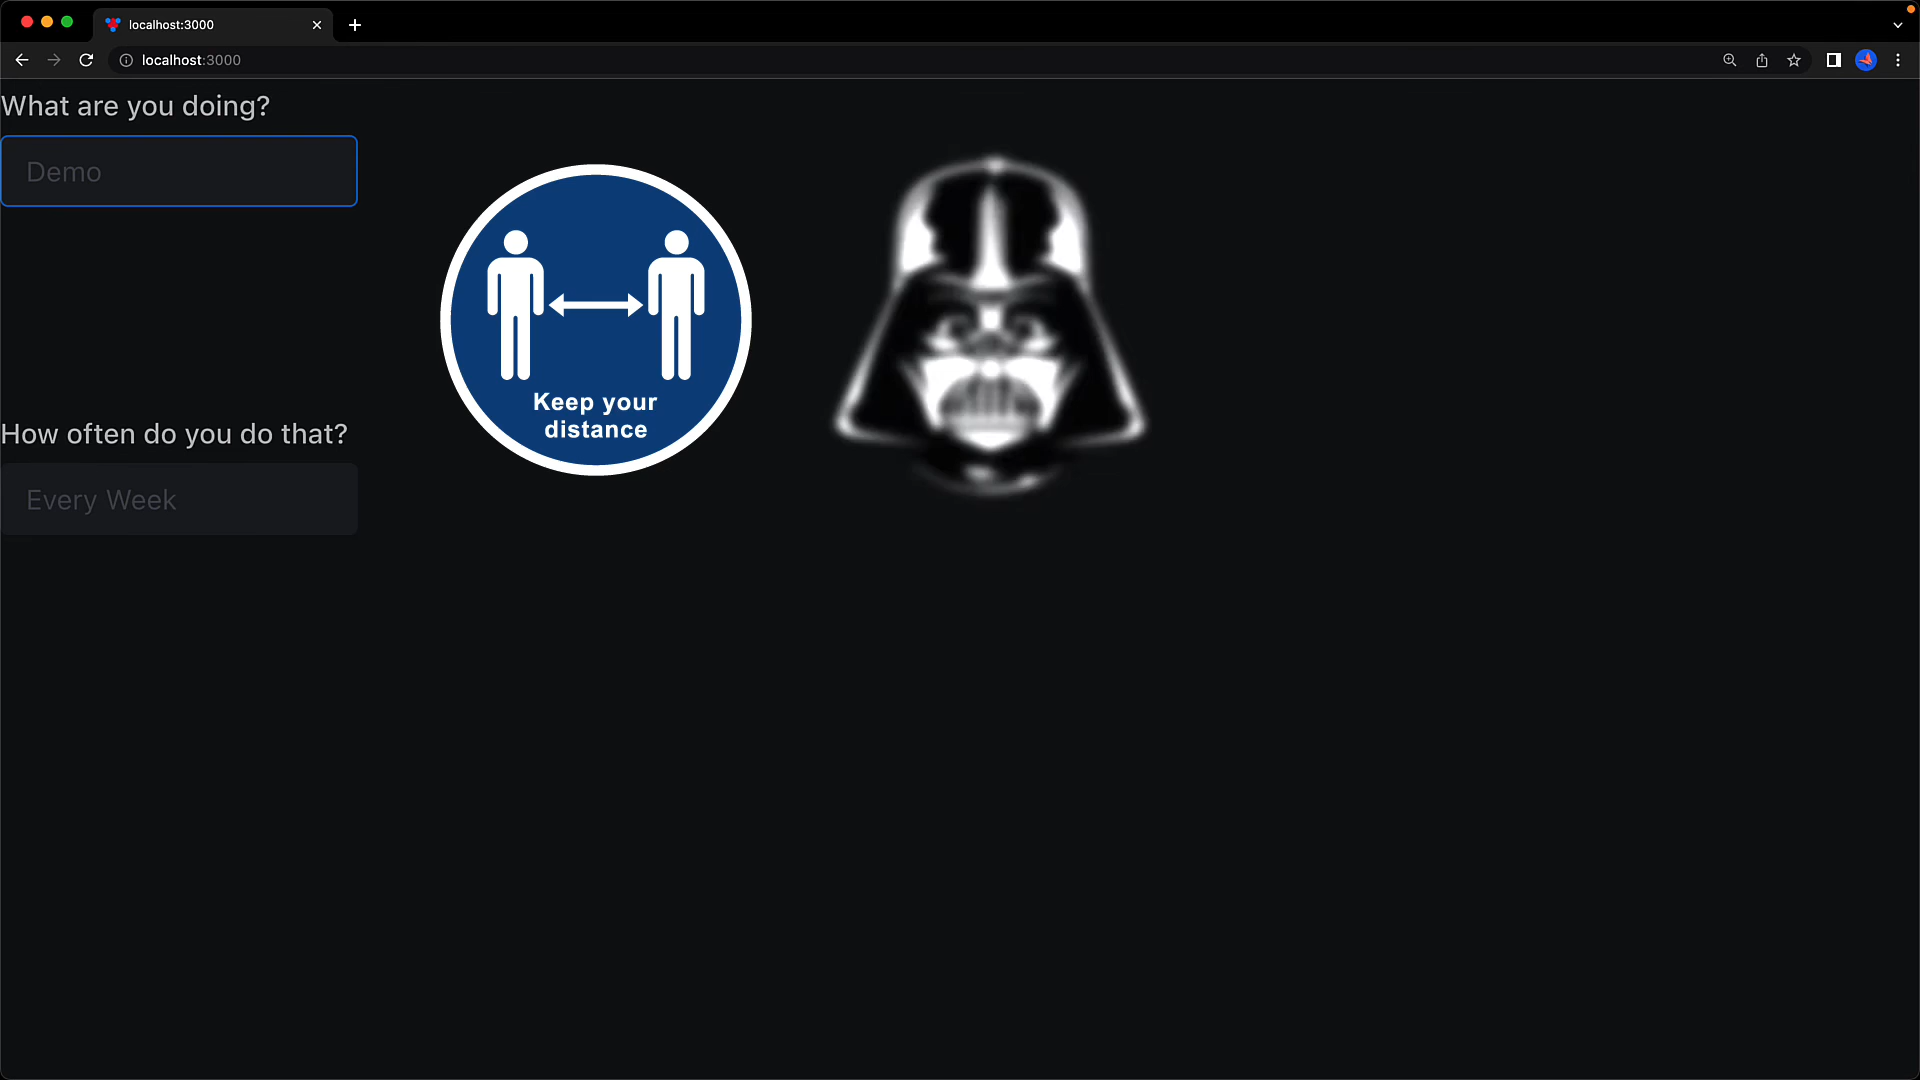 localhost:3000
localhost:3000
What are you doing?
Demo
Keep your
distance
How often do you do that?
Every Week